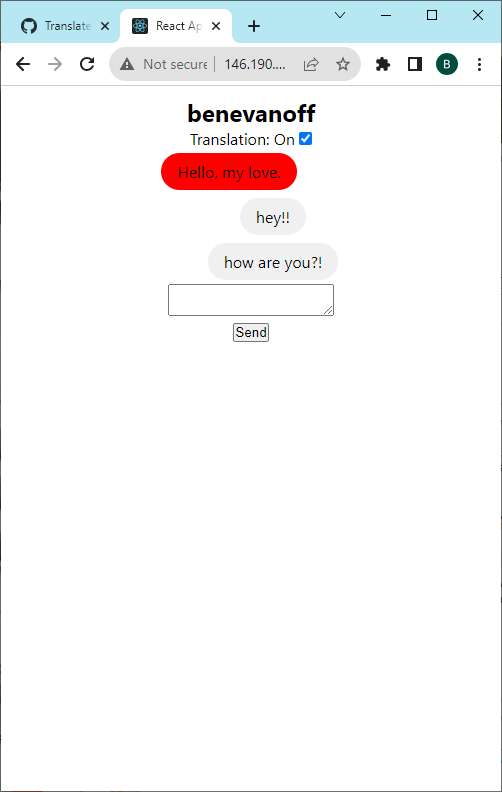 Translate
React Ap
Not secure
146.190....
B
benevanoff
Translation: On
Hello, my love.
hey!!
how are you?!
Send